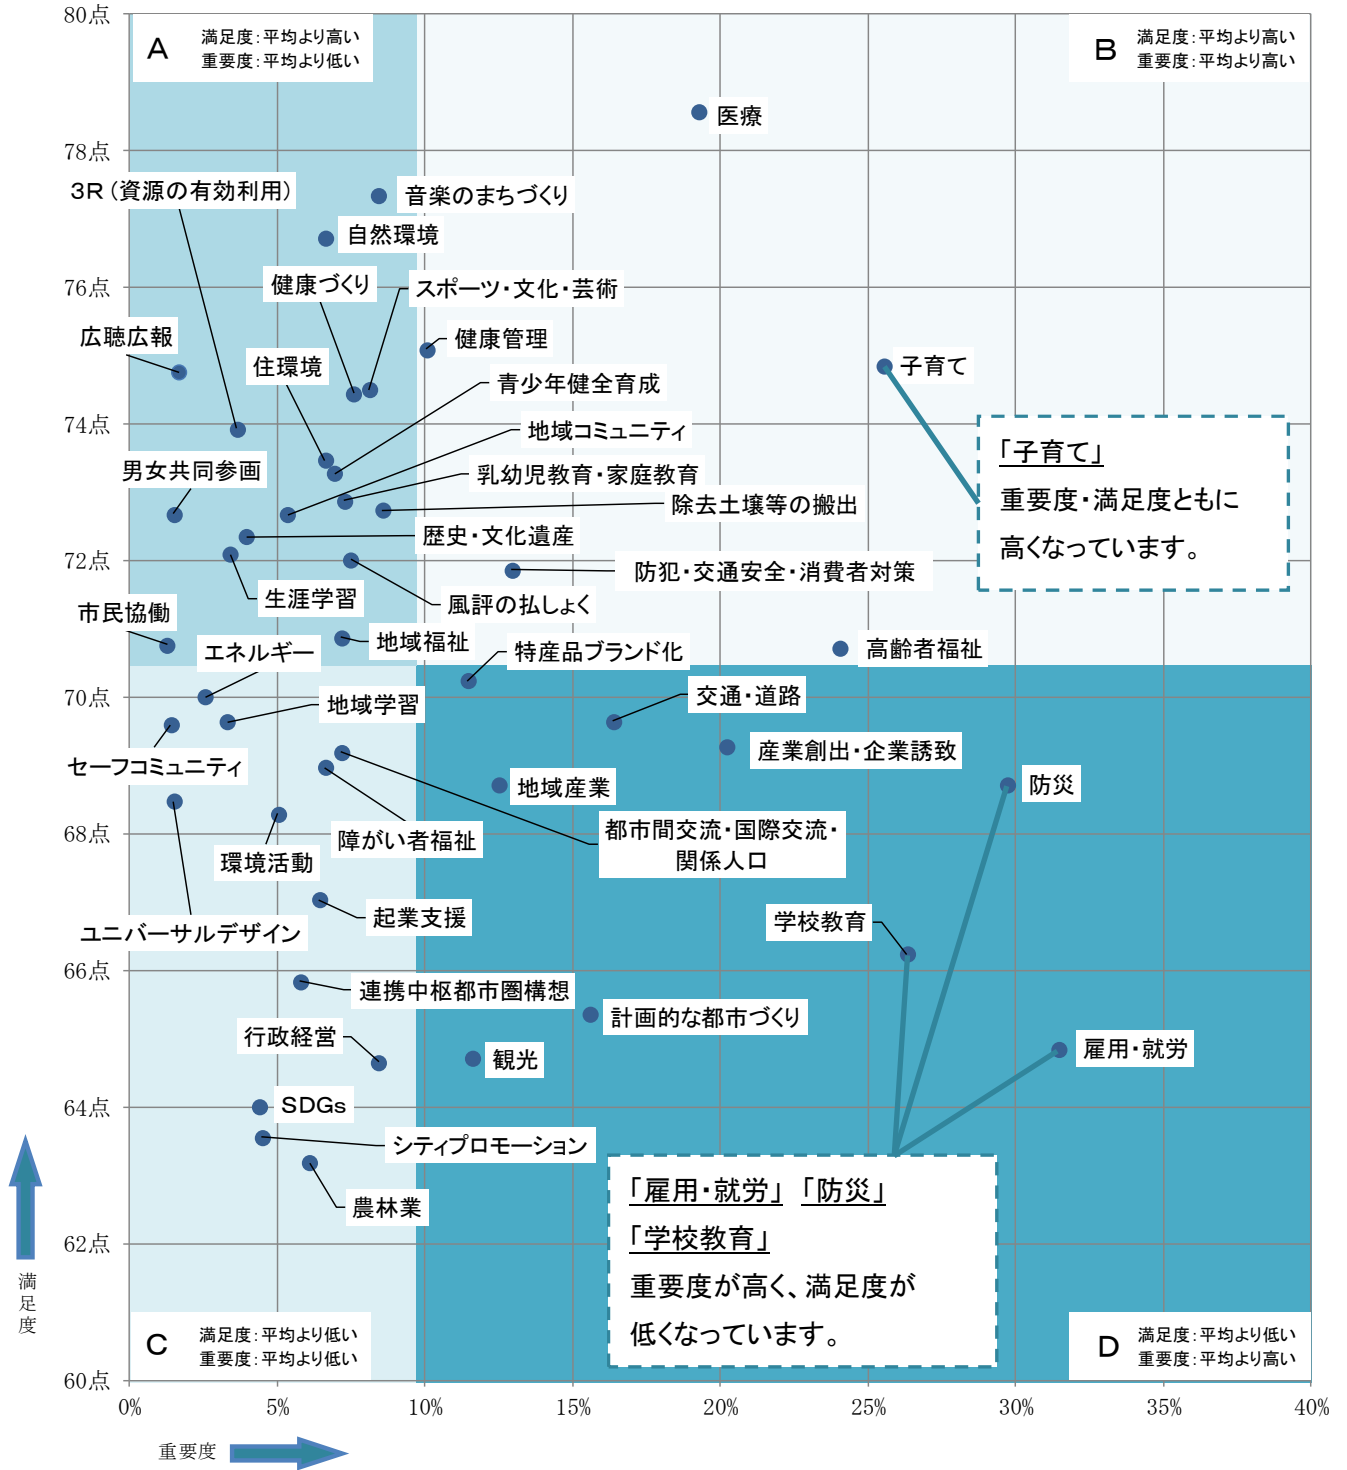 80点
A
満足度：平均より高い
重要度：平均より低い
B
満足度：平均より高い
重要度：平均より高い
医療
78点
3R（資源の有効利用）
音楽のまちづくり
自然環境
76点
健康づくり
スポーツ・文化・芸術
広聴広報
健康管理
住環境
子育て
青少年健全育成
74点
地域コミュニティ
「子育て」
重要度・満足度ともに
高くなっています。
男女共同参画
乳幼児教育・家庭教育
除去土壌等の搬出
歴史・文化遺産
72点
防犯・交通安全・消費者対策
生涯学習
風評の払しょく
市民協働
地域福祉
エネルギー
特産品ブランド化
高齢者福祉
70点
地域学習
交通・道路
セーフコミュニティ
産業創出・企業誘致
地域産業
防災
68点
障がい者福祉
都市間交流・国際交流・
関係人口
環境活動
起業支援
学校教育
ユニバーサルデザイン
66点
連携中枢都市圏構想
計画的な都市づくり
行政経営
観光
雇用・就労
64点
SDGs
シティプロモーション
農林業
「雇用・就労」 「防災」
「学校教育」
重要度が高く、満足度が
低くなっています。
62点
満足度
C
満足度：平均より低い
重要度：平均より低い
D
満足度：平均より低い
重要度：平均より高い
60点
0% 5% 10% 15% 20% 25% 30% 35% 40%
重要度